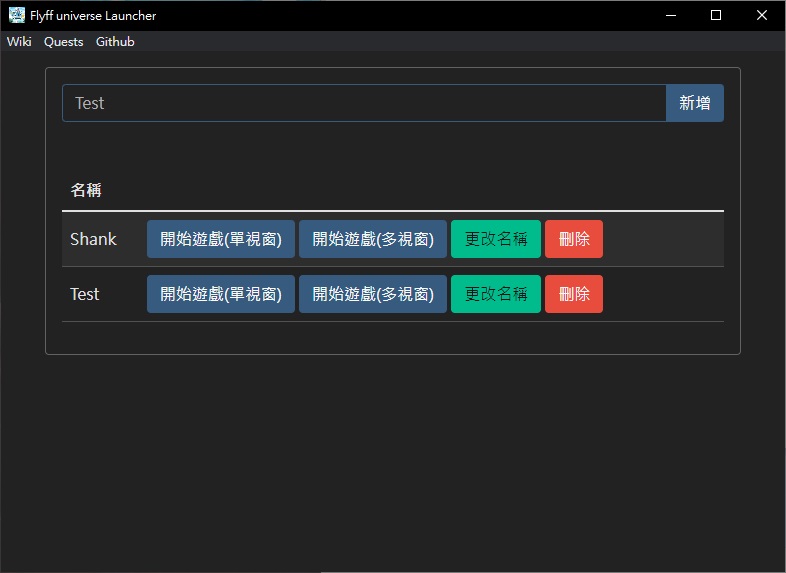 Flyff universe Launcher
Wiki Quests Github
Test 新增
名稱
Shank 開始遊戲(單視窗) 開始遊戲(多視窗) 更改名稱 刪除
Test 開始遊戲(單視窗) 開始遊戲(多視窗) 更改名稱 刪除